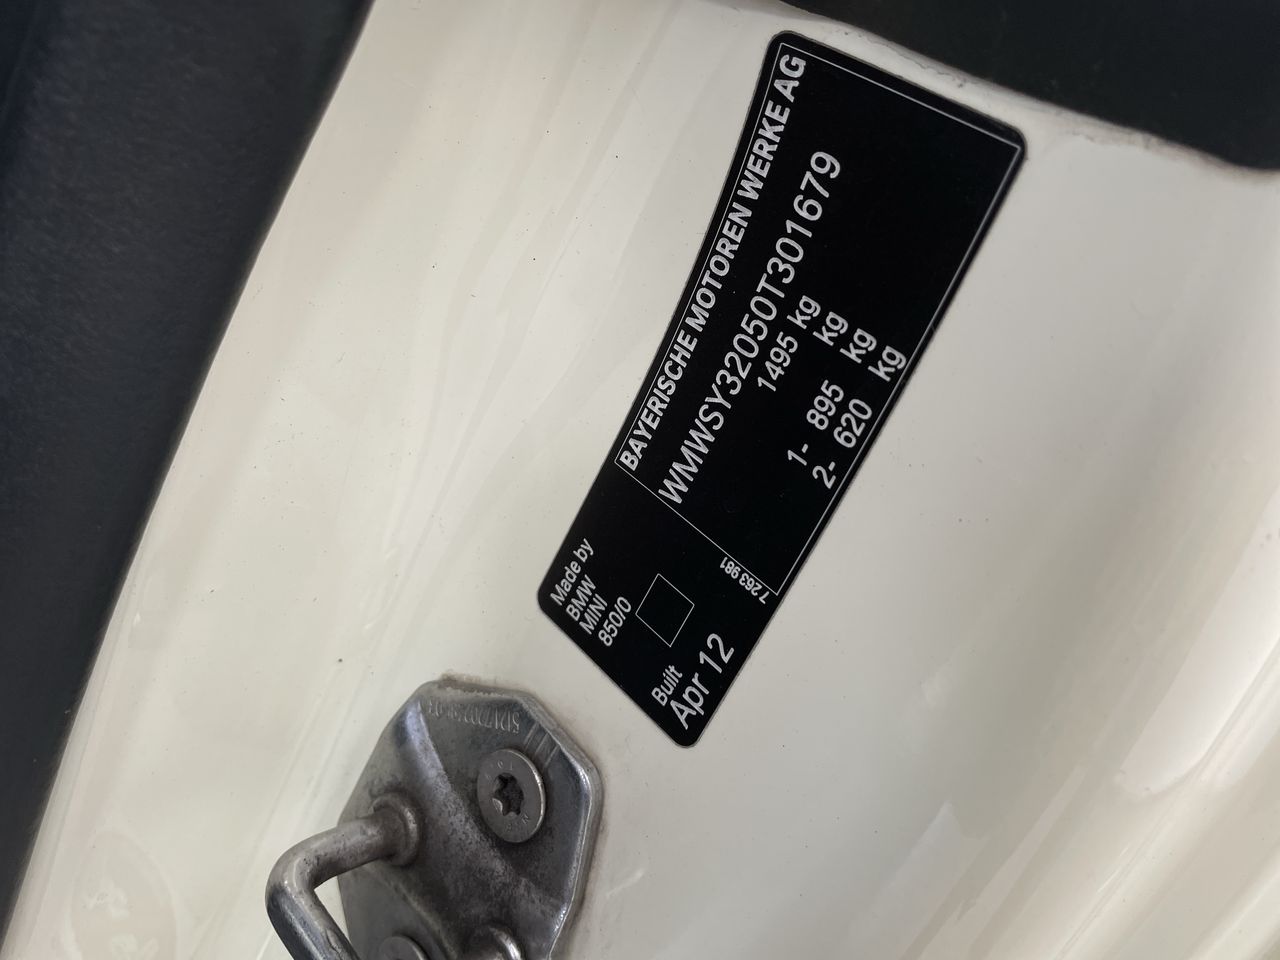 BAYERISCHE MOTOREN WERKE AG
WMWSY32050T301679
1495 kg
kg
1- 895 kg
2- 620 kg
Made by
BMW
MINI
850/0
7 263 981
Built
Apr 12